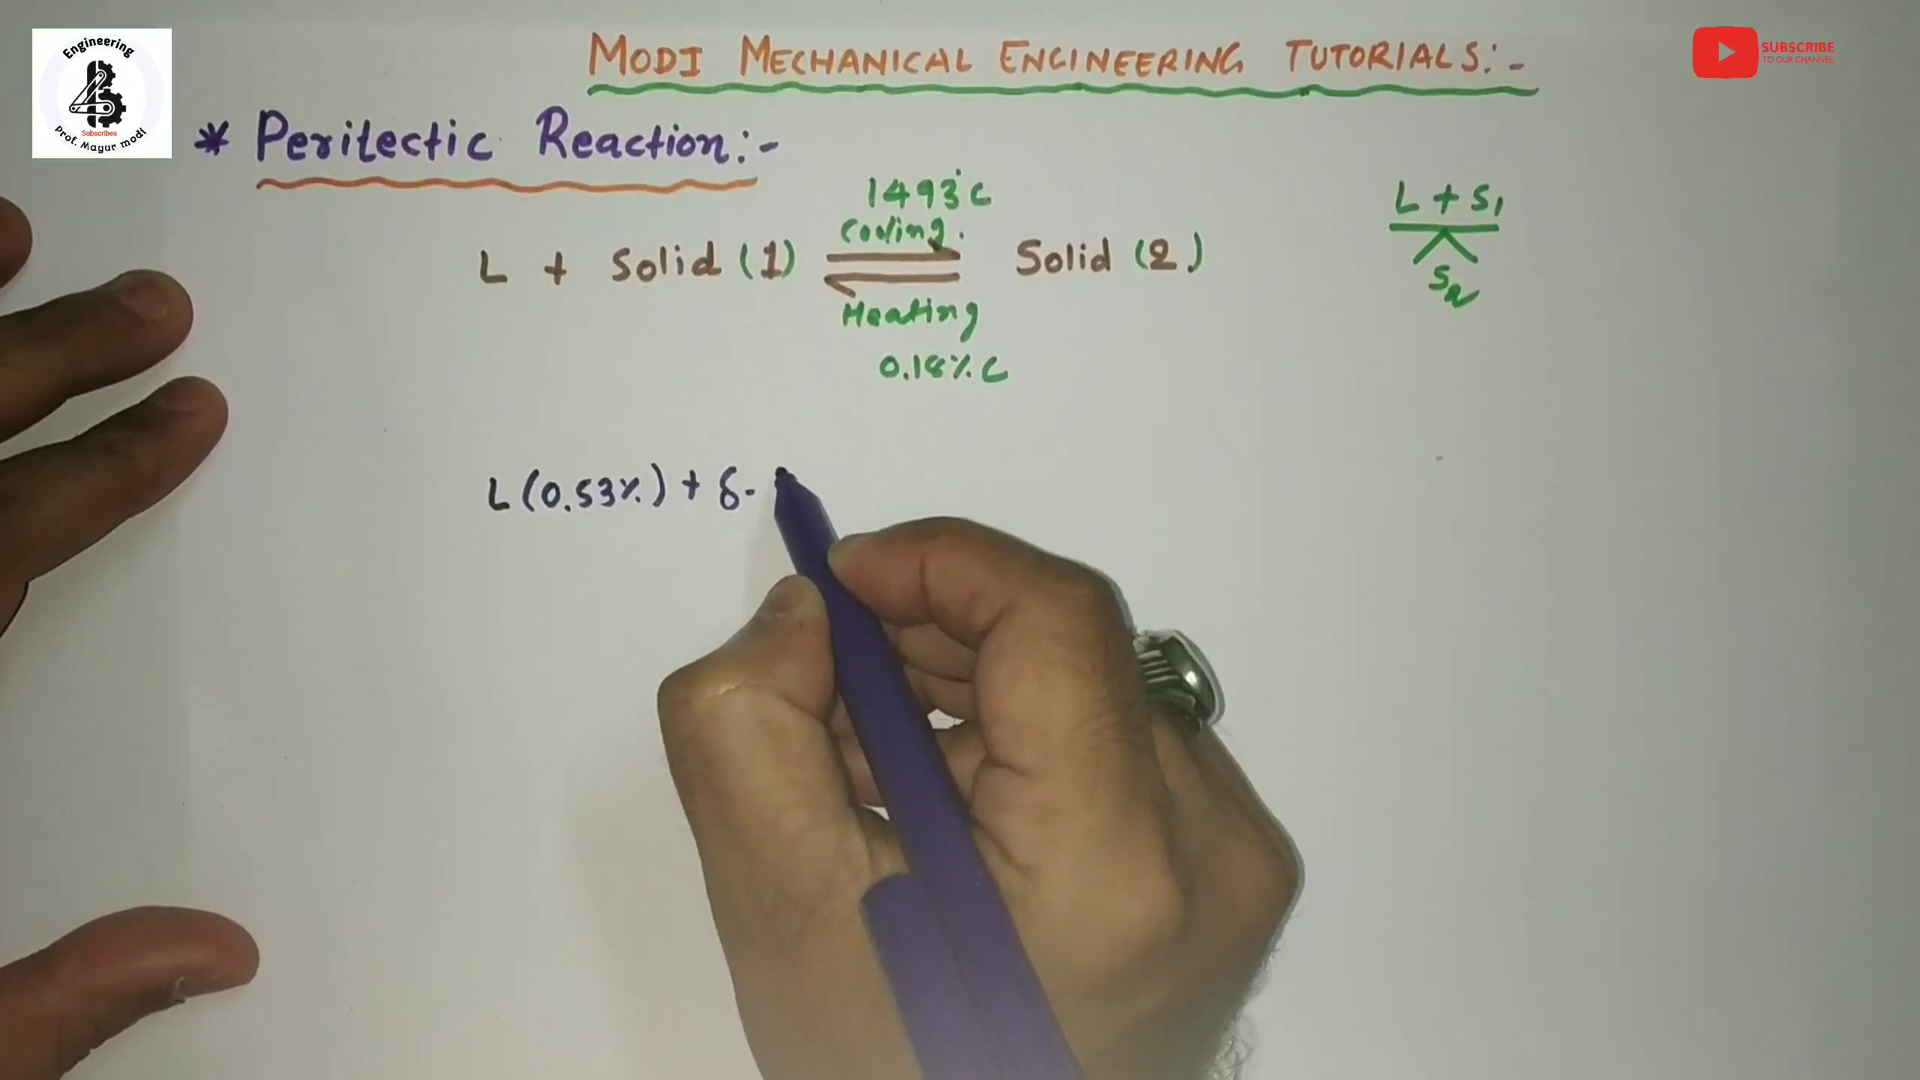 Engineering
Subscribes
Prof. Mayur modi
MODI MECHANICAL ENGINEERING TUTORIALS:-
SUBSCRIBE
TO OUR CHANNEL
* Peritectic Reaction:-
1493°C
Cooling.
L + Solid (1) ⇌ Solid (2)
Heating
0.18% C
L + S₁
S₂
L (0.53%) + δ-